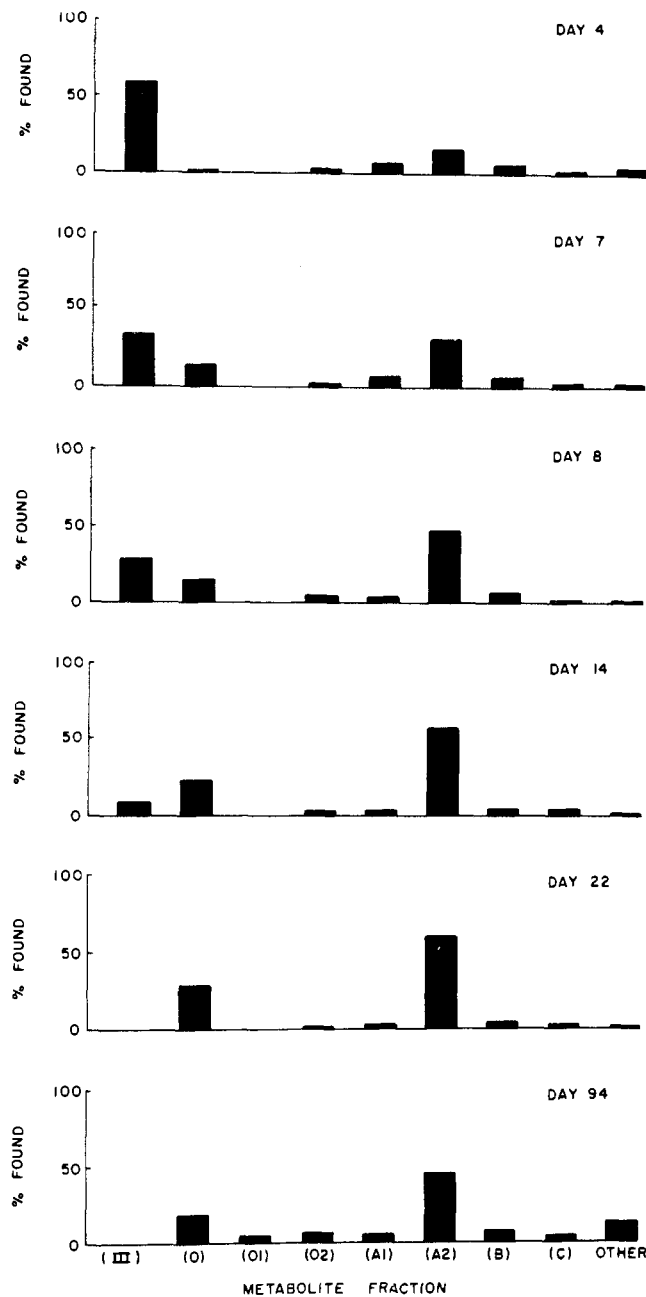 100
DAY 4
% FOUND
50
0
100
DAY 7
% FOUND
50
0
100
DAY 8
% FOUND
50
0
100
DAY 14
% FOUND
50
0
100
DAY 22
% FOUND
50
0
100
DAY 94
% FOUND
50
0
(III) (O) (O1) (O2) (A1) (A2) (B) (C) OTHER
METABOLITE FRACTION